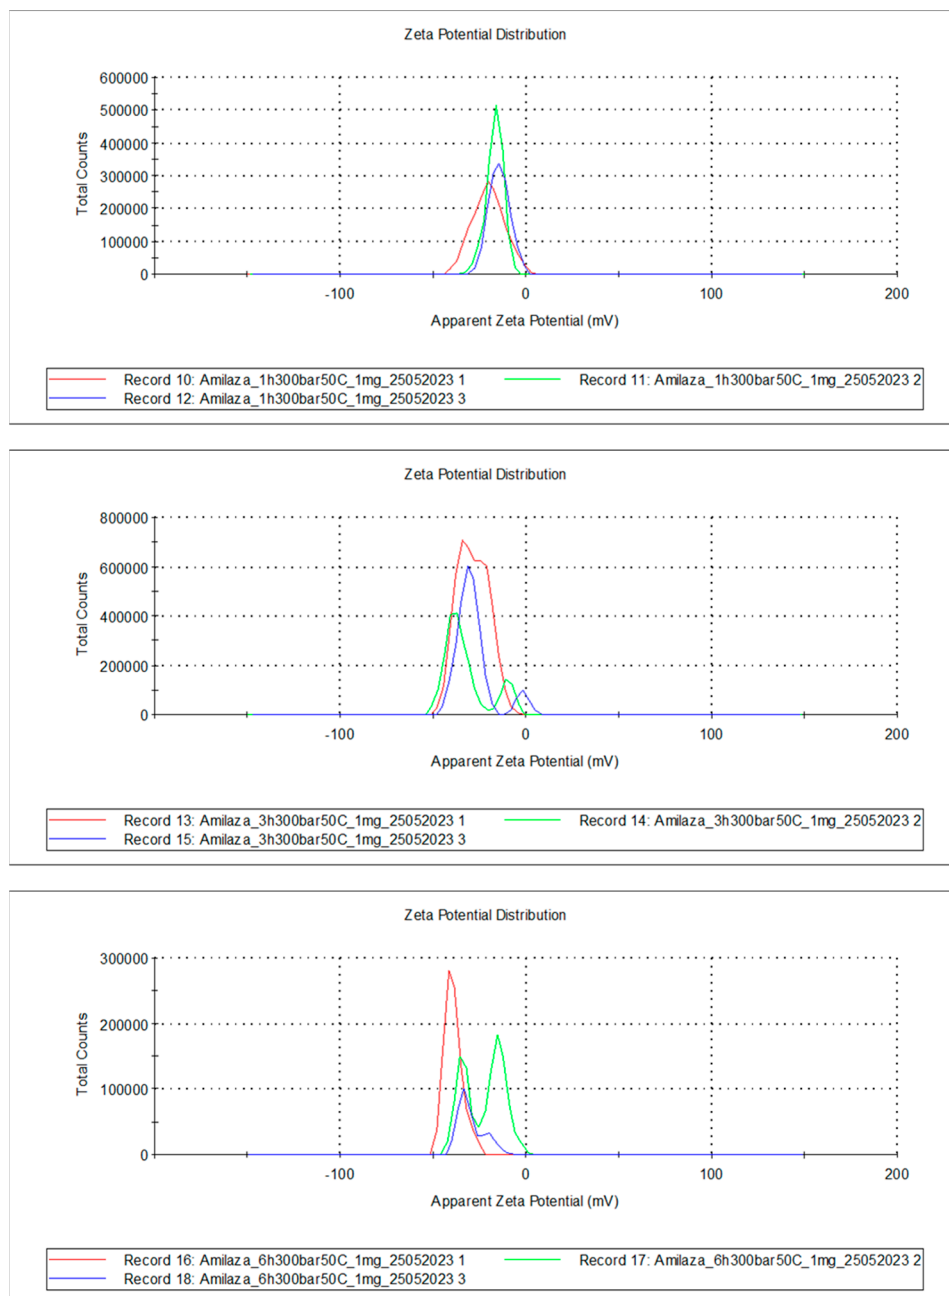 Zeta Potential Distribution
600000
500000
400000
300000
200000
100000
0
Total Counts
-100 0 100 200
Apparent Zeta Potential (mV)
Record 10: Amilaza_1h300bar50C_1mg_25052023 1 Record 11: Amilaza_1h300bar50C_1mg_25052023 2
Record 12: Amilaza_1h300bar50C_1mg_25052023 3
Zeta Potential Distribution
800000
600000
400000
200000
0
Total Counts
-100 0 100 200
Apparent Zeta Potential (mV)
Record 13: Amilaza_3h300bar50C_1mg_25052023 1 Record 14: Amilaza_3h300bar50C_1mg_25052023 2
Record 15: Amilaza_3h300bar50C_1mg_25052023 3
Zeta Potential Distribution
300000
200000
100000
0
Total Counts
-100 0 100 200
Apparent Zeta Potential (mV)
Record 16: Amilaza_6h300bar50C_1mg_25052023 1 Record 17: Amilaza_6h300bar50C_1mg_25052023 2
Record 18: Amilaza_6h300bar50C_1mg_25052023 3